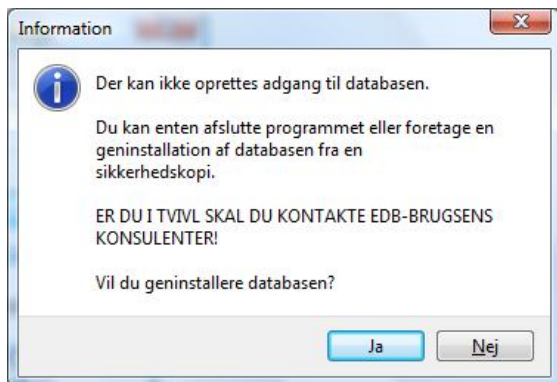 Information
Der kan ikke oprettes adgang til databasen.
Du kan enten afslutte programmet eller foretage en
geninstallation af databasen fra en
sikkerhedskopi.
ER DU I TVIVL SKAL DU KONTAKTE EDB-BRUGSENS
KONSULENTER!
Vil du geninstallere databasen?
Ja
Nej